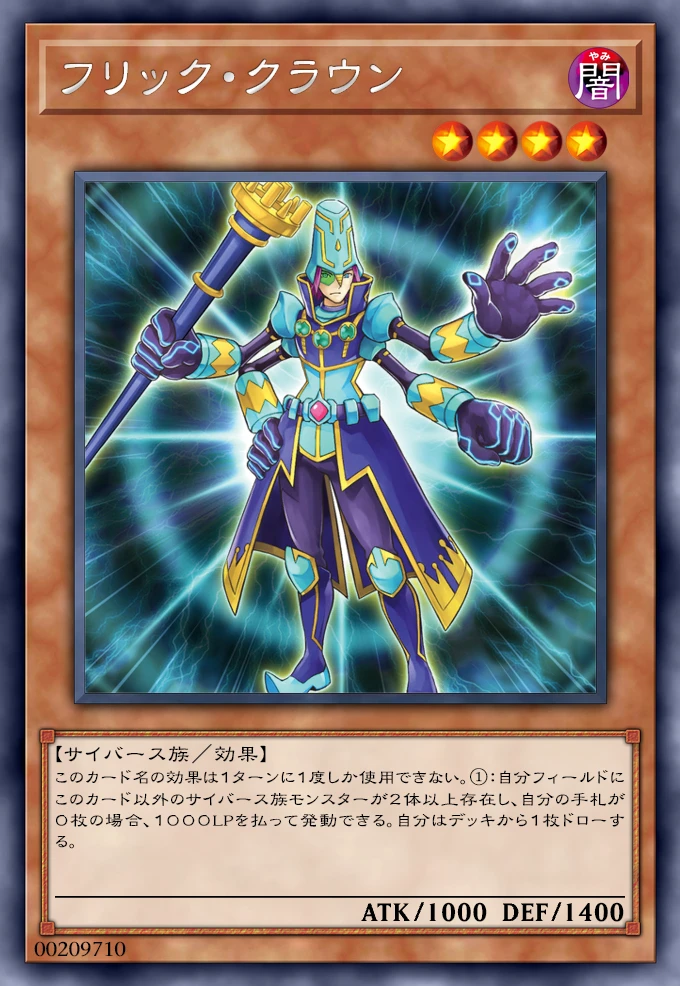 フリック・クラウン
やみ
闇
【サイバース族／効果】
このカード名の効果は１ターンに１度しか使用できない。①：自分フィールドに
このカード以外のサイバース族モンスターが２体以上存在し、自分の手札が
０枚の場合、１０００LPを払って発動できる。自分はデッキから１枚ドローす
る。
ATK/1000 DEF/1400
00209710